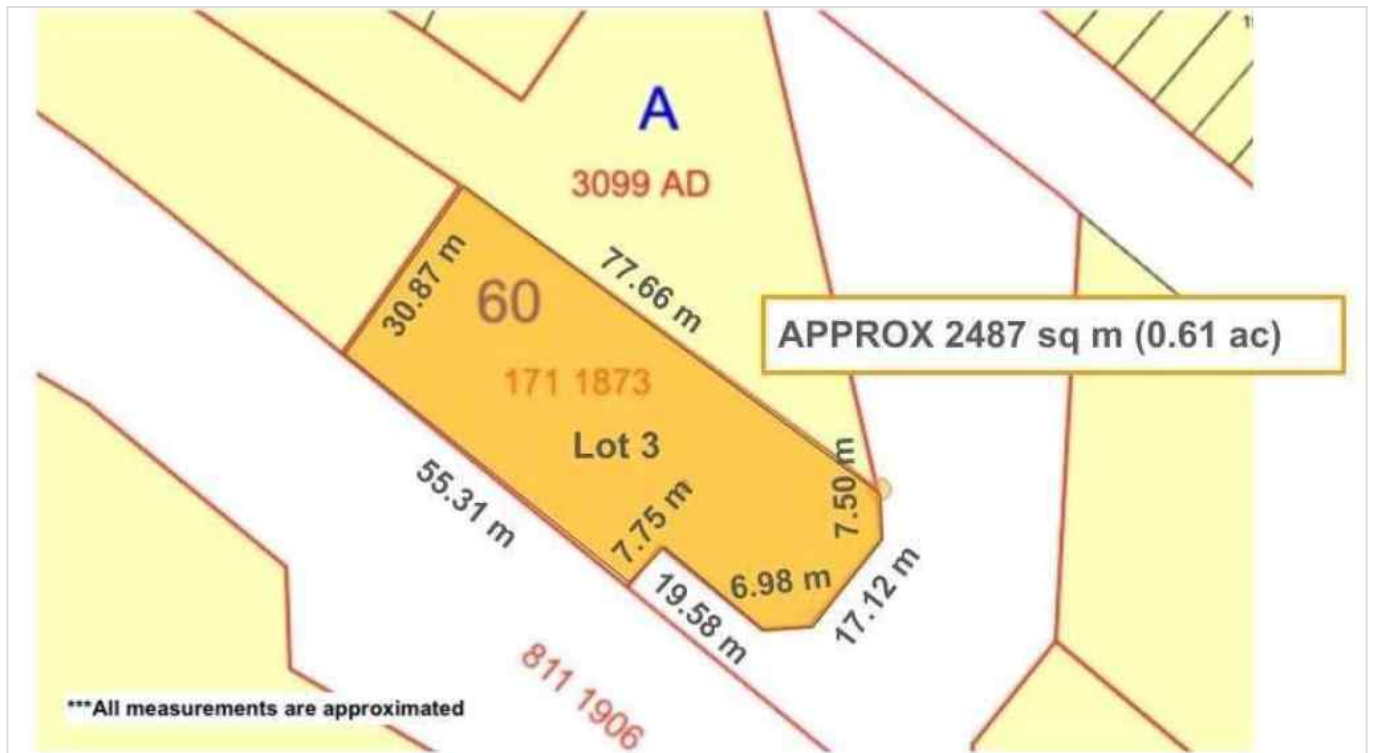 A
3099 AD
77.66 m
30.87 m
60
APPROX 2487 sq m (0.61 ac)
171 1873
Lot 3
55.31 m
7.75 m
7.50 m
6.98 m
19.58 m
17.12 m
811 1906
***All measurements are approximated